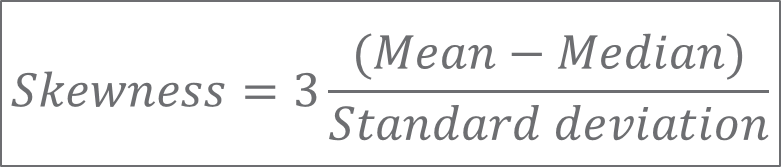 Skewness = 3 (Mean − Median)
Standard deviation